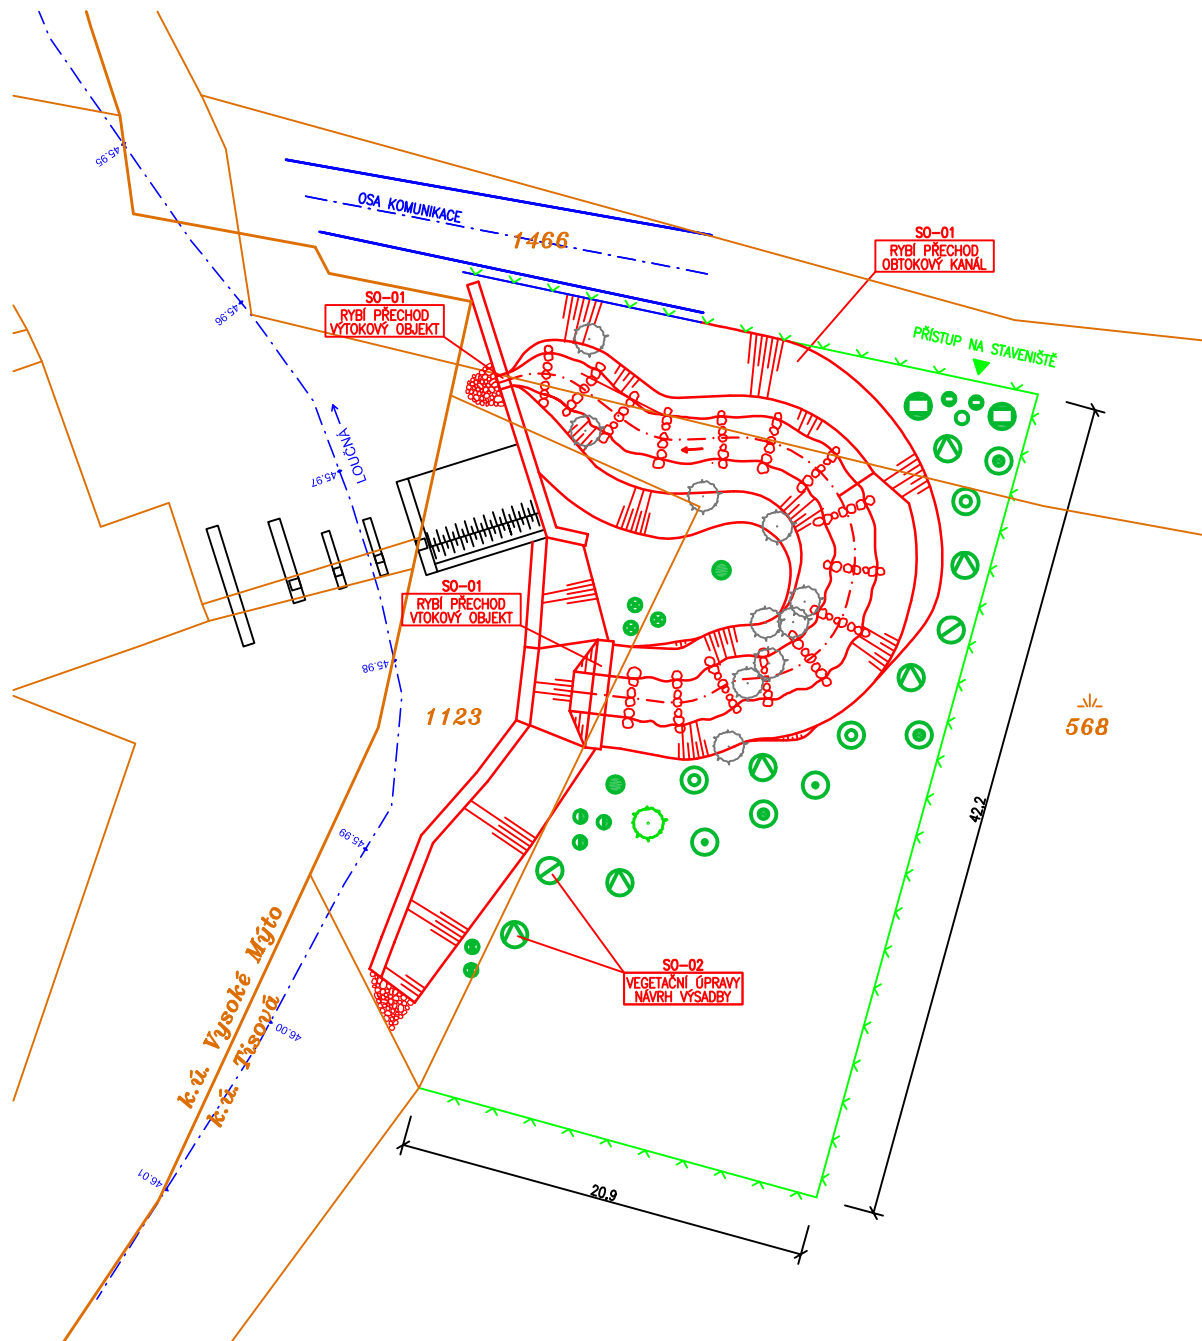 45.95
OSA KOMUNIKACE
1466
SO-01
RYBÍ PŘECHOD
OBTOKOVÝ KANÁL
SO-01
RYBÍ PŘECHOD
VÝTOKOVÝ OBJEKT
45.96
PŘÍSTUP NA STAVENIŠTĚ
LOUČNÁ
45.97
SO-01
RYBÍ PŘECHOD
VTOKOVÝ OBJEKT
45.98
1123
568
42.2
45.99
SO-02
VEGETAČNÍ ÚPRAVY
NÁVRH VÝSADBY
k.ú. Vysoké Mýto
k.ú. Tisová
46.00
46.01
20.9